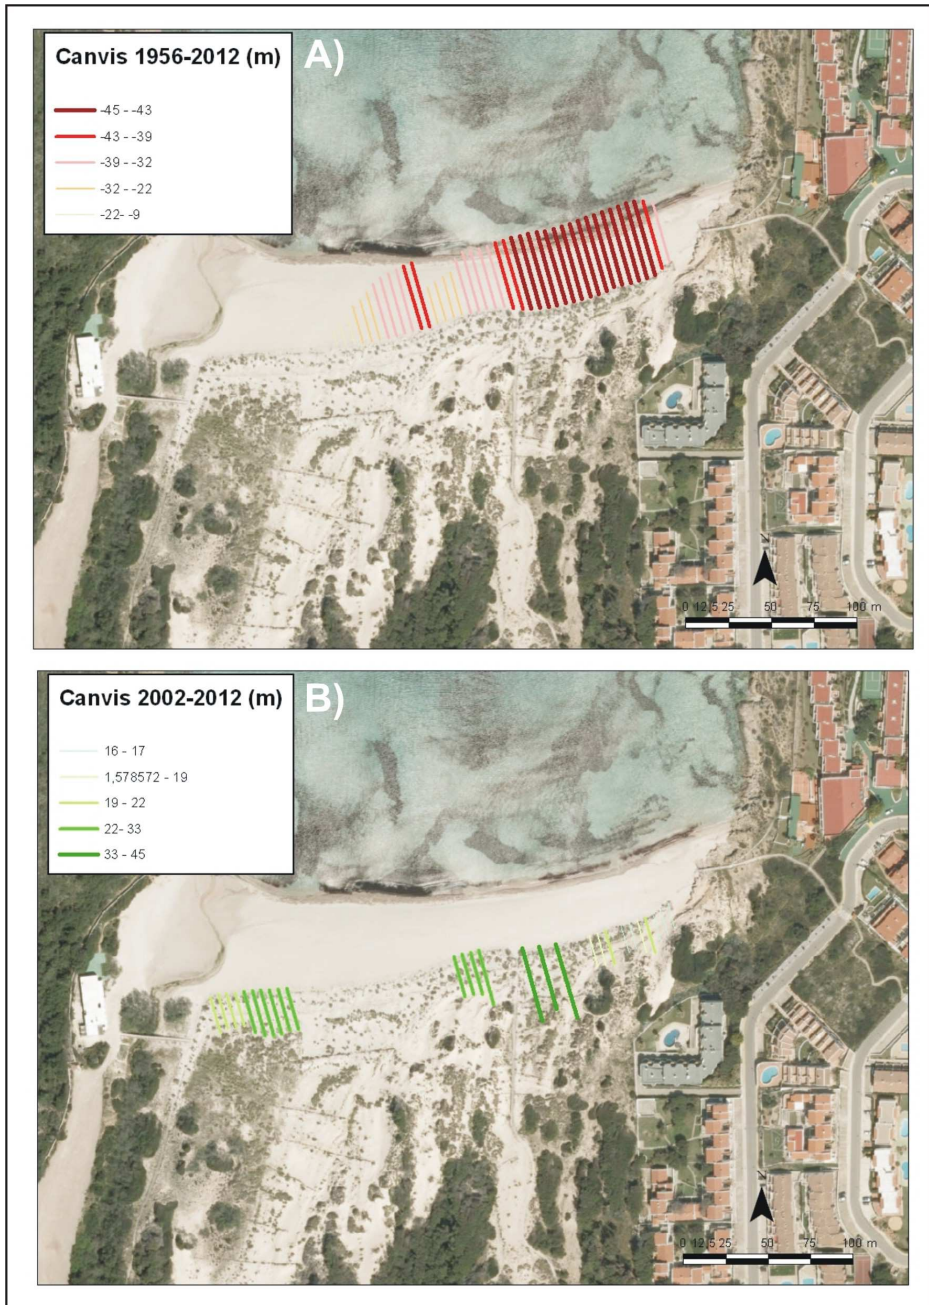 Canvis 1956-2012 (m)
A)
-45 - -43
-43 - -39
-39 - -32
-32 - -22
-22- -9
N
0 12,5 25 50 75 100 m
Canvis 2002-2012 (m)
B)
16 - 17
1,578572 - 19
19 - 22
22- 33
33 - 45
N
0 12,5 25 50 75 100 m